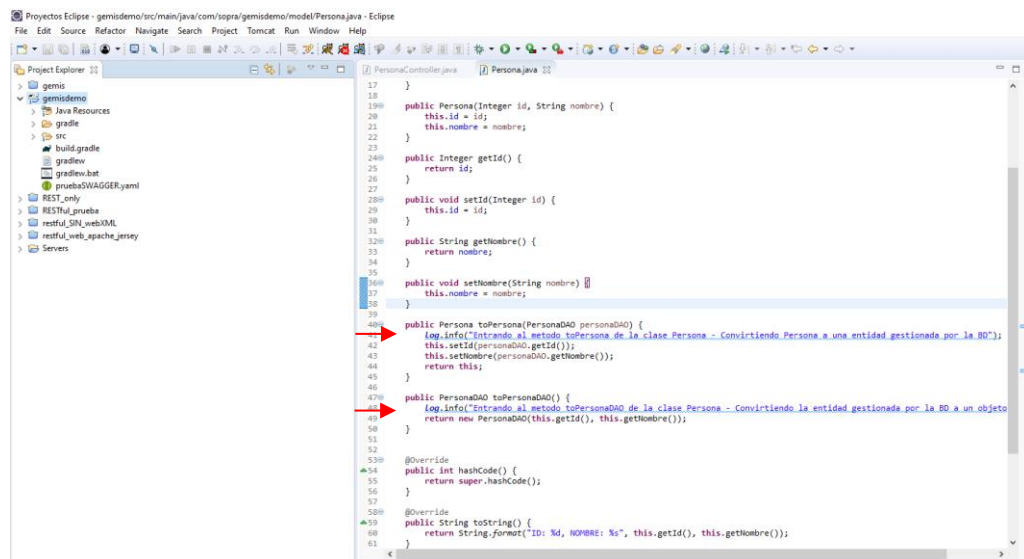 Proyectos Eclipse - gemisdemo/src/main/java/com/sopra/gemisdemo/model/Persona.java - Eclipse
File Edit Source Refactor Navigate Search Project Tomcat Run Window Help
Project Explorer
gemis
gemisdemo
Java Resources
gradle
src
build.gradle
gradlew
gradlew.bat
pruebaSWAGGER.yaml
REST_only
RESTful_prueba
restful_SIN_webXML
restful_web_apache_jersey
Servers
PersonaController.java Persona.java
17 }
18
19 public Persona(Integer id, String nombre) {
20 this.id = id;
21 this.nombre = nombre;
22 }
23
24 public Integer getId() {
25 return id;
26 }
27
28 public void setId(Integer id) {
29 this.id = id;
30 }
31
32 public String getNombre() {
33 return nombre;
34 }
35
36 public void setNombre(String nombre) {
37 this.nombre = nombre;
38 }
39
40 public Persona toPersona(PersonaDAO personaDAO) {
41 log.info("Entrando al metodo toPersona de la clase Persona - Convirtiendo Persona a una entidad gestionada por la BD");
42 this.setId(personaDAO.getId());
43 this.setNombre(personaDAO.getNombre());
44 return this;
45 }
46
47 public PersonaDAO toPersonaDAO() {
48 log.info("Entrando al metodo toPersonaDAO de la clase Persona - Convirtiendo la entidad gestionada por la BD a un objeto
49 return new PersonaDAO(this.getId(), this.getNombre());
50 }
51
52
53 @Override
54 public int hashCode() {
55 return super.hashCode();
56 }
57
58 @Override
59 public String toString() {
60 return String.format("ID: %d, NOMBRE: %s", this.getId(), this.getNombre());
61 }